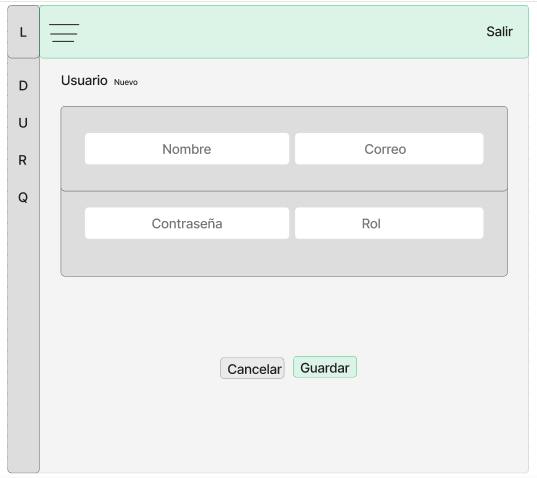 L
Salir
D
U
R
Q
Usuario Nuevo
Nombre Correo
Contraseña Rol
Cancelar Guardar